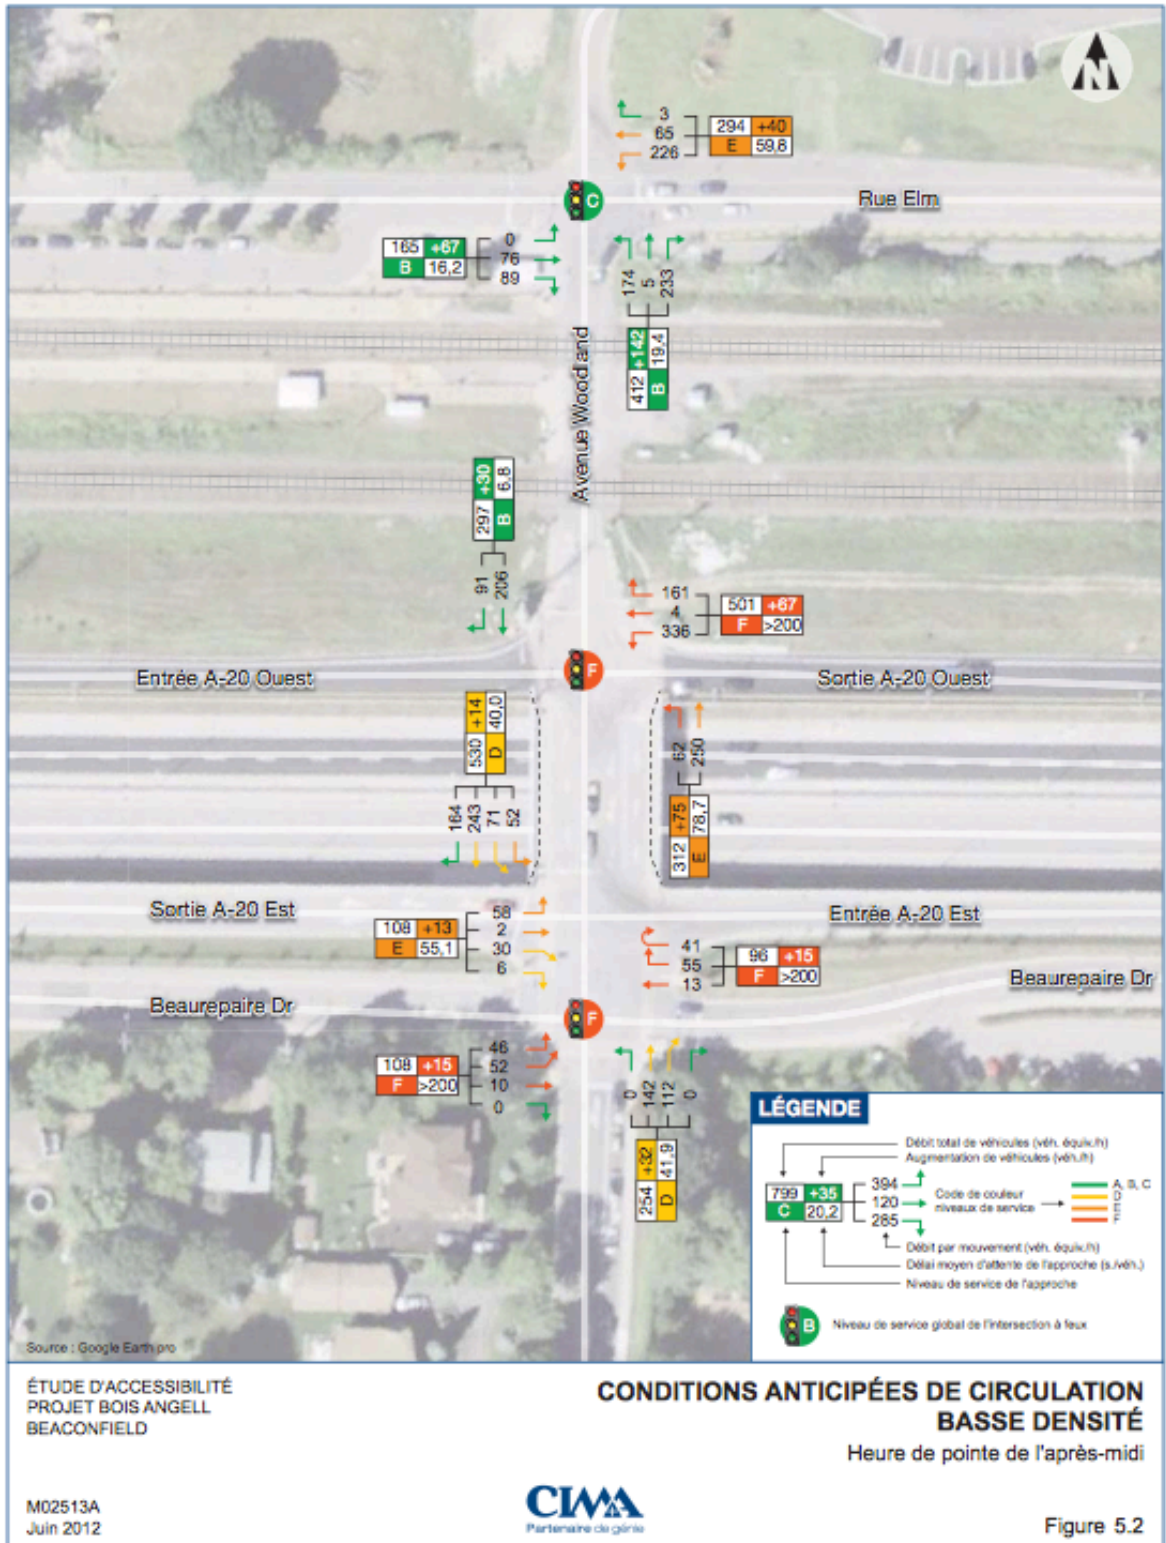 N
3
65
226
294 +40
E 59,8
C
Rue Elm
165 +67
B 16,2
0
76
89
174
5
233
412 +142
B 19,4
Avenue Woodland
297 +30
B 6,8
91
206
161
4
336
501 +67
F >200
Entrée A-20 Ouest
F
Sortie A-20 Ouest
530 +14
D 40,0
164
243
71
52
62
250
312 +75
E 78,7
Sortie A-20 Est
Entrée A-20 Est
108 +13
E 55,1
58
2
30
6
41
55
13
96 +15
F >200
Beaurepaire Dr
Beaurepaire Dr
F
108 +15
F >200
46
52
10
0
0
142
112
0
254 +32
D 41,9
LÉGENDE
Débit total de véhicules (véh. équiv./h)
Augmentation de véhicules (véh./h)
799 +35
C 20,2
394
120
285
Code de couleur
niveaux de service
A, B, C
D
E
F
Débit par mouvement (véh. équiv./h)
Délai moyen d'attente de l'approche (s./véh.)
Niveau de service de l'approche
B
Niveau de service global de l'intersection à feux
Source : Google Earth pro
ÉTUDE D'ACCESSIBILITÉ
PROJET BOIS ANGELL
BEACONFIELD
CONDITIONS ANTICIPÉES DE CIRCULATION
BASSE DENSITÉ
Heure de pointe de l'après-midi
M02513A
Juin 2012
CIMA
Partenaire de génie
Figure 5.2